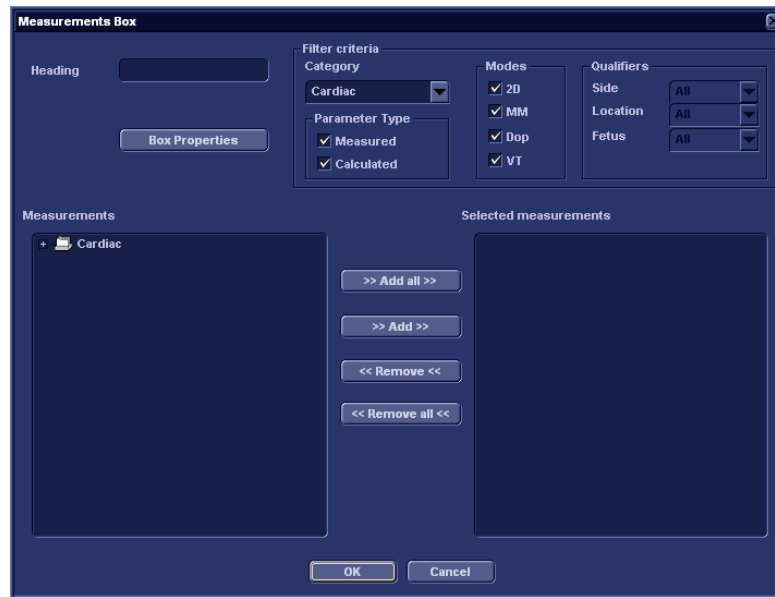 Measurements Box
Heading
Box Properties
Filter criteria
Category
Cardiac
Parameter Type
Measured
Calculated
Modes
2D
MM
Dop
VT
Qualifiers
Side All
Location All
Fetus All
Measurements
Selected measurements
+ Cardiac
>> Add all >>
>> Add >>
<< Remove <<
<< Remove all <<
OK Cancel